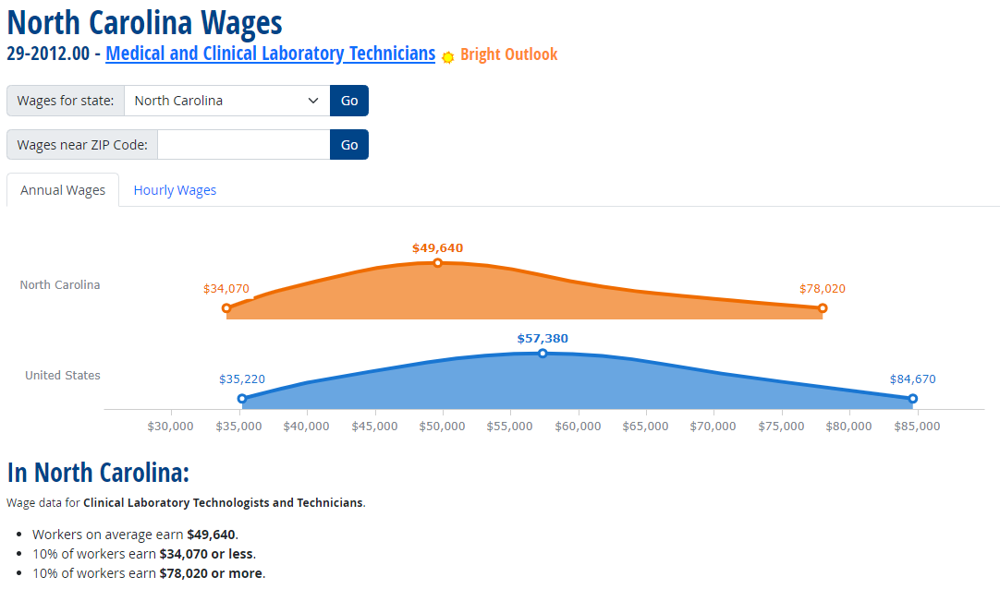 North Carolina Wages
29-2012.00 - Medical and Clinical Laboratory Technicians Bright Outlook
Wages for state: North Carolina Go
Wages near ZIP Code: Go
Annual Wages Hourly Wages
$49,640
North Carolina $34,070 $78,020
$57,380
United States $35,220 $84,670
$30,000 $35,000 $40,000 $45,000 $50,000 $55,000 $60,000 $65,000 $70,000 $75,000 $80,000 $85,000
In North Carolina:
Wage data for Clinical Laboratory Technologists and Technicians.
• Workers on average earn $49,640.
• 10% of workers earn $34,070 or less.
• 10% of workers earn $78,020 or more.